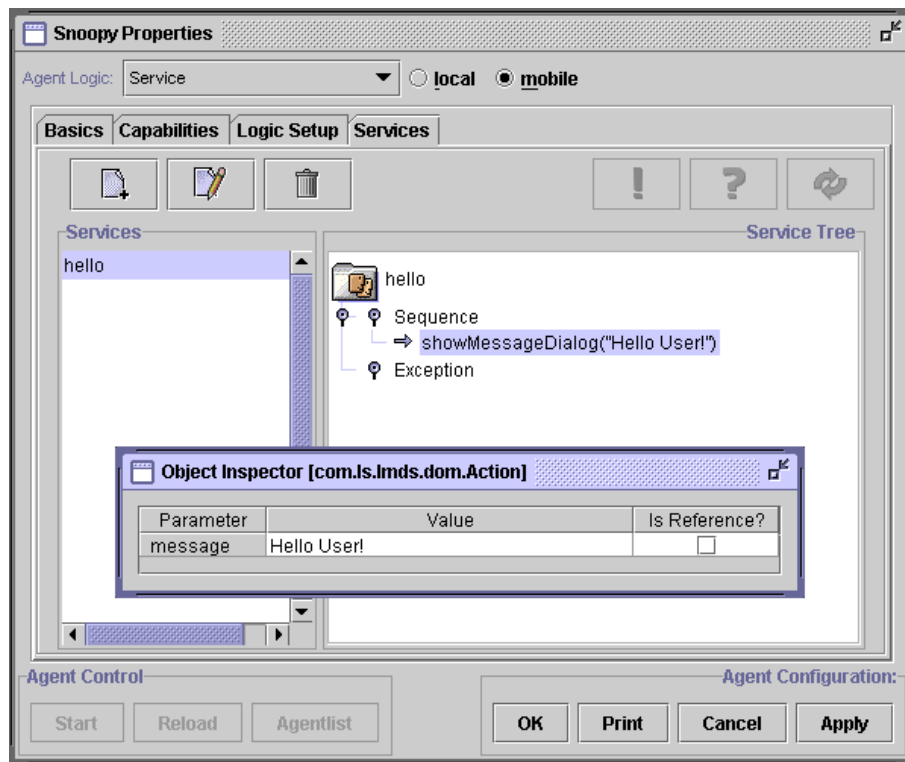 Snoopy Properties
Agent Logic: Service local mobile
Basics Capabilities Logic Setup Services
! ?
Services Service Tree
hello
hello
Sequence
showMessageDialog("Hello User!")
Exception
Object Inspector [com.ls.lmds.dom.Action]
Parameter Value Is Reference?
message Hello User!
Agent Control Agent Configuration:
Start Reload Agentlist OK Print Cancel Apply